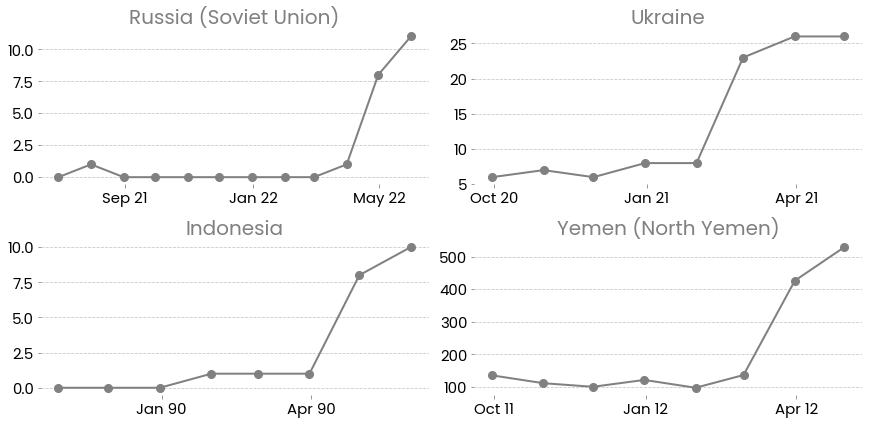 Russia (Soviet Union)
10.0
7.5
5.0
2.5
0.0
Sep 21 Jan 22 May 22
Ukraine
25
20
15
10
5
Oct 20 Jan 21 Apr 21
Indonesia
10.0
7.5
5.0
2.5
0.0
Jan 90 Apr 90
Yemen (North Yemen)
500
400
300
200
100
Oct 11 Jan 12 Apr 12